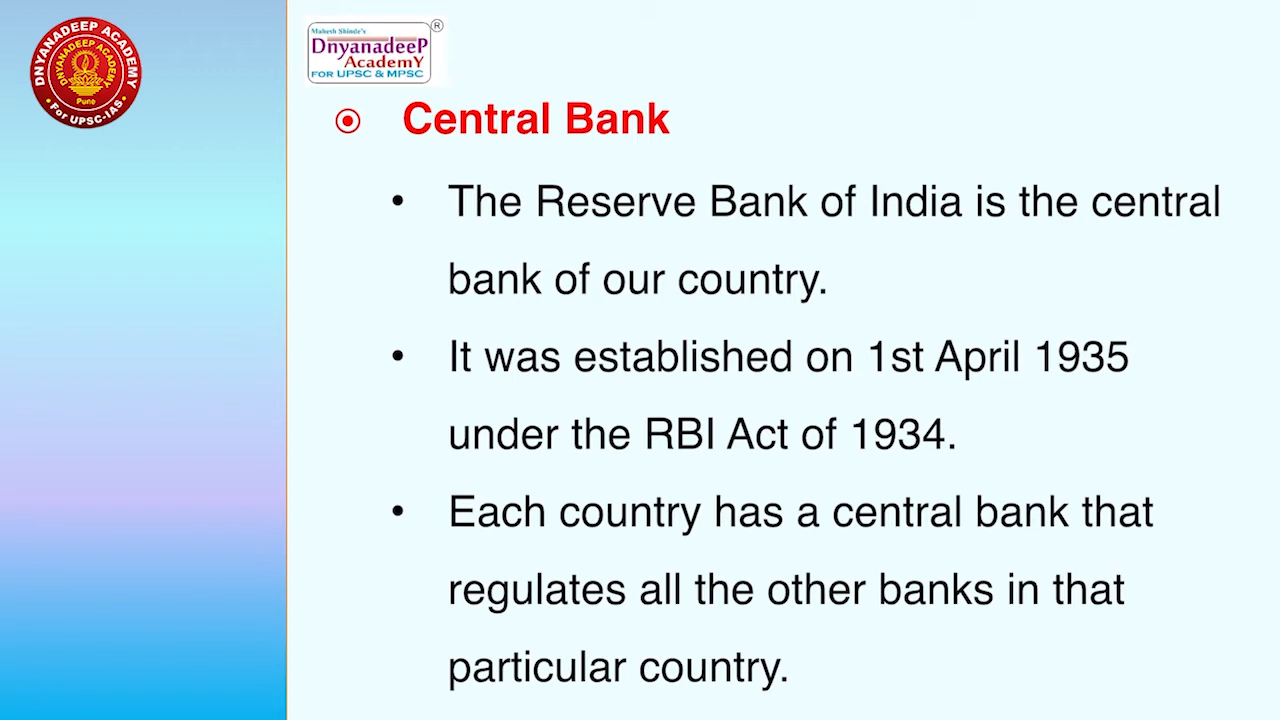 DNYANADEEP ACADEMY
DNYANADEEP ACADEMY
Pune
• For UPSC-IAS •
Mahesh Shinde's
DnyanadeeP
AcademY
FOR UPSC & MPSC
®
Central Bank
• The Reserve Bank of India is the central
bank of our country.
• It was established on 1st April 1935
under the RBI Act of 1934.
• Each country has a central bank that
regulates all the other banks in that
particular country.